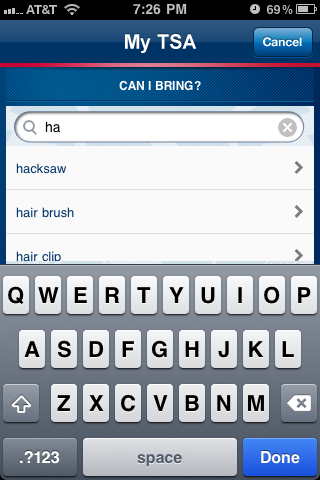 AT&T 7:26 PM 69%
My TSA Cancel
CAN I BRING?
ha
hacksaw
hair brush
hair clip
Q W E R T Y U I O P
A S D F G H J K L
Z X C V B N M
.?123 space Done